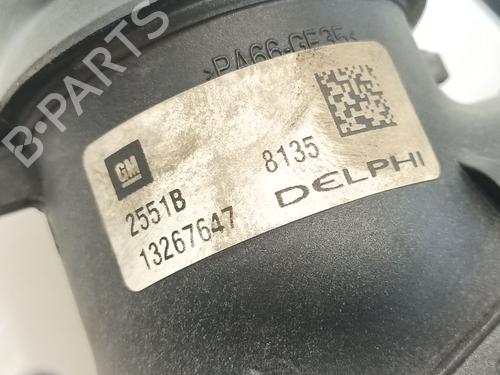 >PA66-GF35<
GM
8135
2551B
DELPHI
13267647
B-PARTS